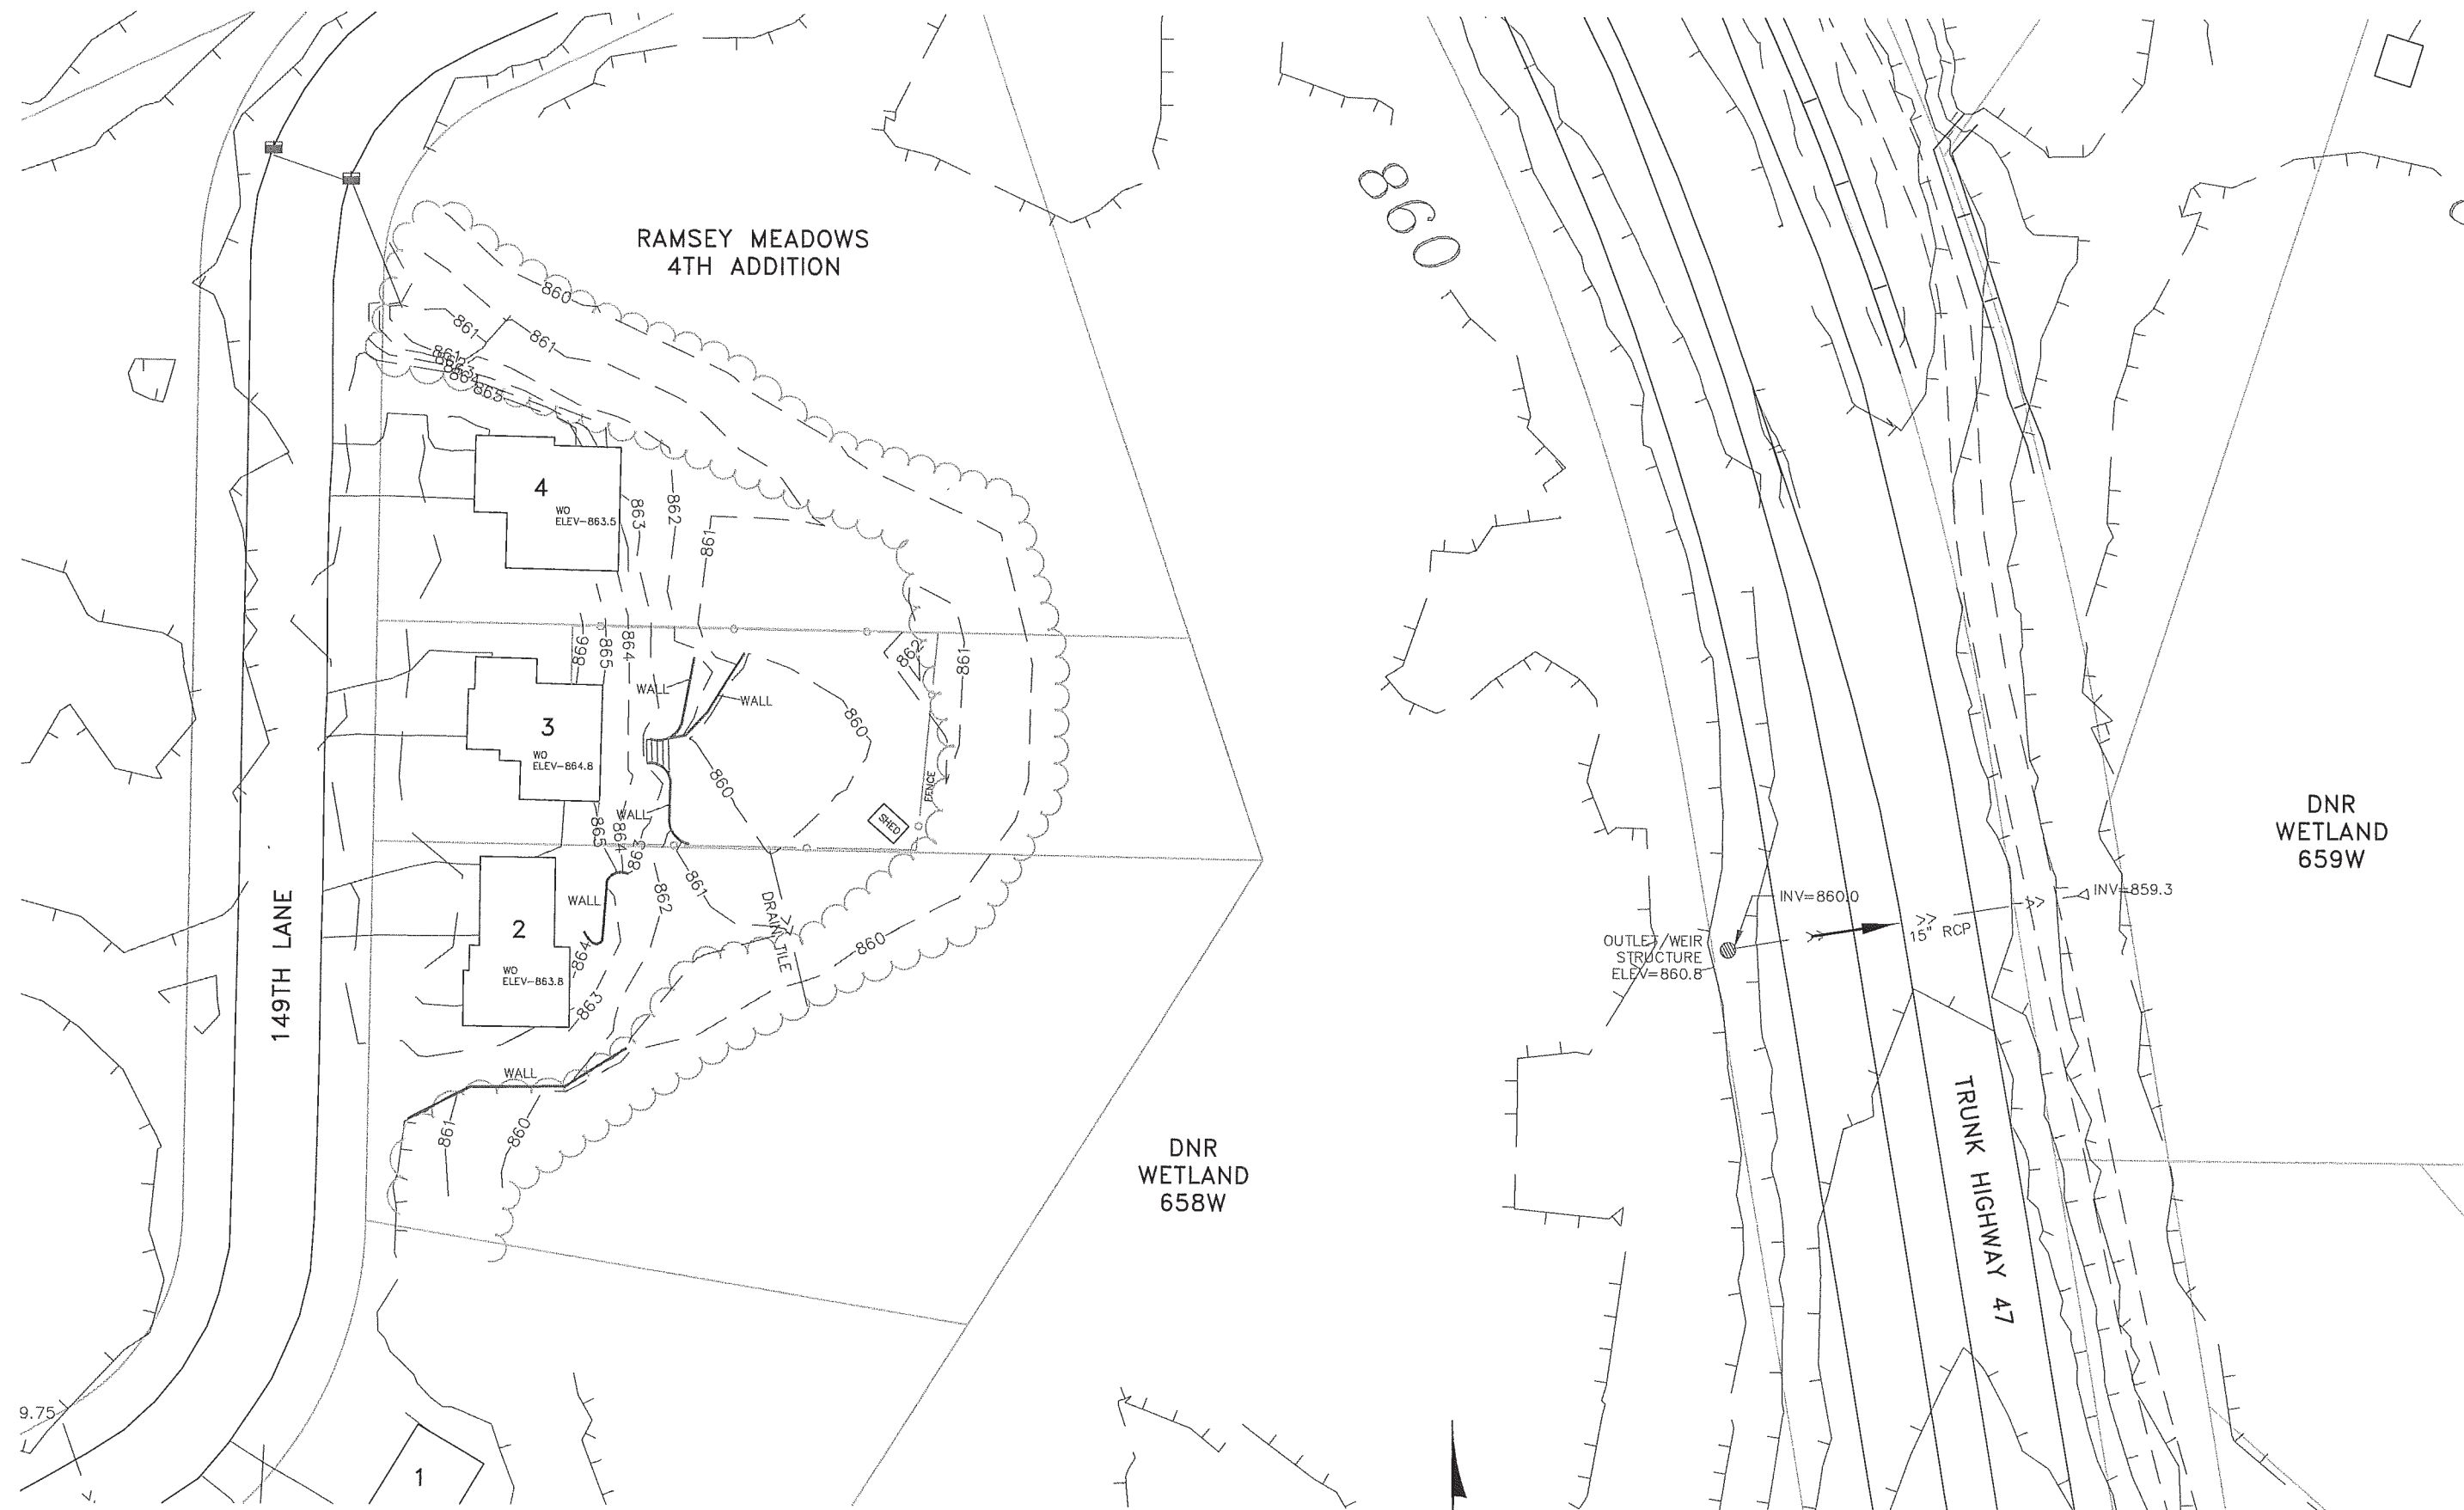 RAMSEY MEADOWS
4TH ADDITION
860
860
861
861
861
863
864
865
4
WO
ELEV-863.5
863
862
861
866
865
864
862
861
WALL
WALL
3
WO
ELEV-864.8
860
860
FENCE
SHED
WALL
865
864
863
862
861
WALL
2
WO
ELEV-863.8
864
863
DRAIN TILE
860
WALL
861
860
149TH LANE
9.75
1
DNR
WETLAND
658W
OUTLET/WEIR
STRUCTURE
ELEV=860.8
INV=860.0
15" RCP
INV=859.3
TRUNK HIGHWAY 47
DNR
WETLAND
659W